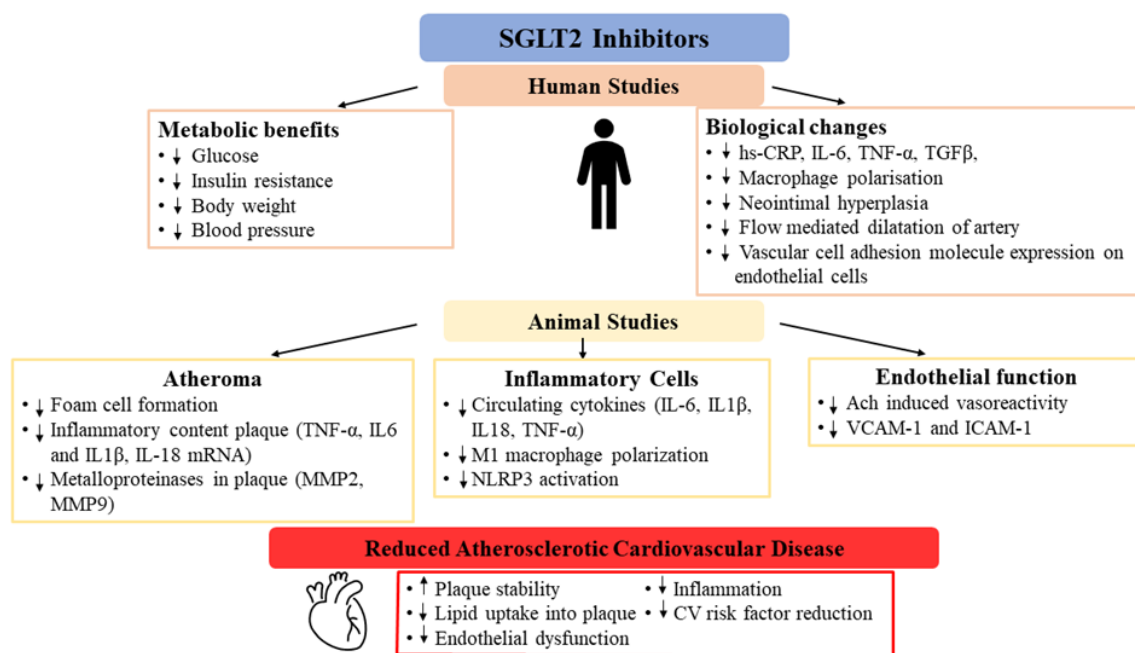 SGLT2 Inhibitors
Human Studies
Metabolic benefits
• ↓ Glucose
• ↓ Insulin resistance
• ↓ Body weight
• ↓ Blood pressure
Biological changes
• ↓ hs-CRP, IL-6, TNF-α, TGFβ,
• ↓ Macrophage polarisation
• ↓ Neointimal hyperplasia
• ↓ Flow mediated dilatation of artery
• ↓ Vascular cell adhesion molecule expression on
endothelial cells
Animal Studies
Atheroma
• ↓ Foam cell formation
• ↓ Inflammatory content plaque (TNF-α, IL6
and IL1β, IL-18 mRNA)
• ↓ Metalloproteinases in plaque (MMP2,
MMP9)
Inflammatory Cells
• ↓ Circulating cytokines (IL-6, IL1β,
IL18, TNF-α)
• ↓ M1 macrophage polarization
• ↓ NLRP3 activation
Endothelial function
• ↓ Ach induced vasoreactivity
• ↓ VCAM-1 and ICAM-1
Reduced Atherosclerotic Cardiovascular Disease
• ↑ Plaque stability
• ↓ Lipid uptake into plaque
• ↓ Endothelial dysfunction
• ↓ Inflammation
• ↓ CV risk factor reduction